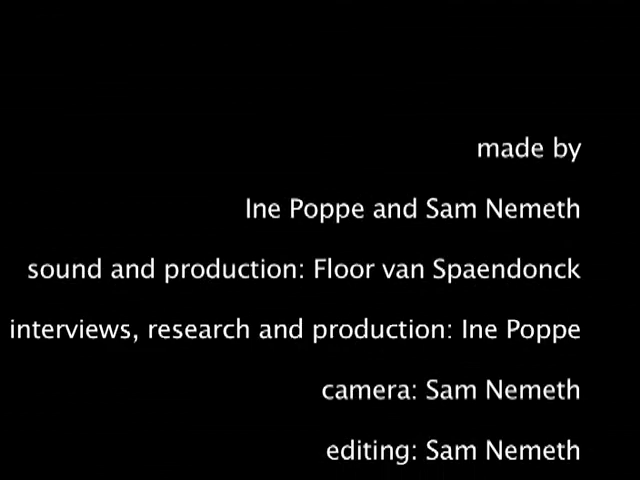 made by
Ine Poppe and Sam Nemeth
sound and production: Floor van Spaendonck
interviews, research and production: Ine Poppe
camera: Sam Nemeth
editing: Sam Nemeth